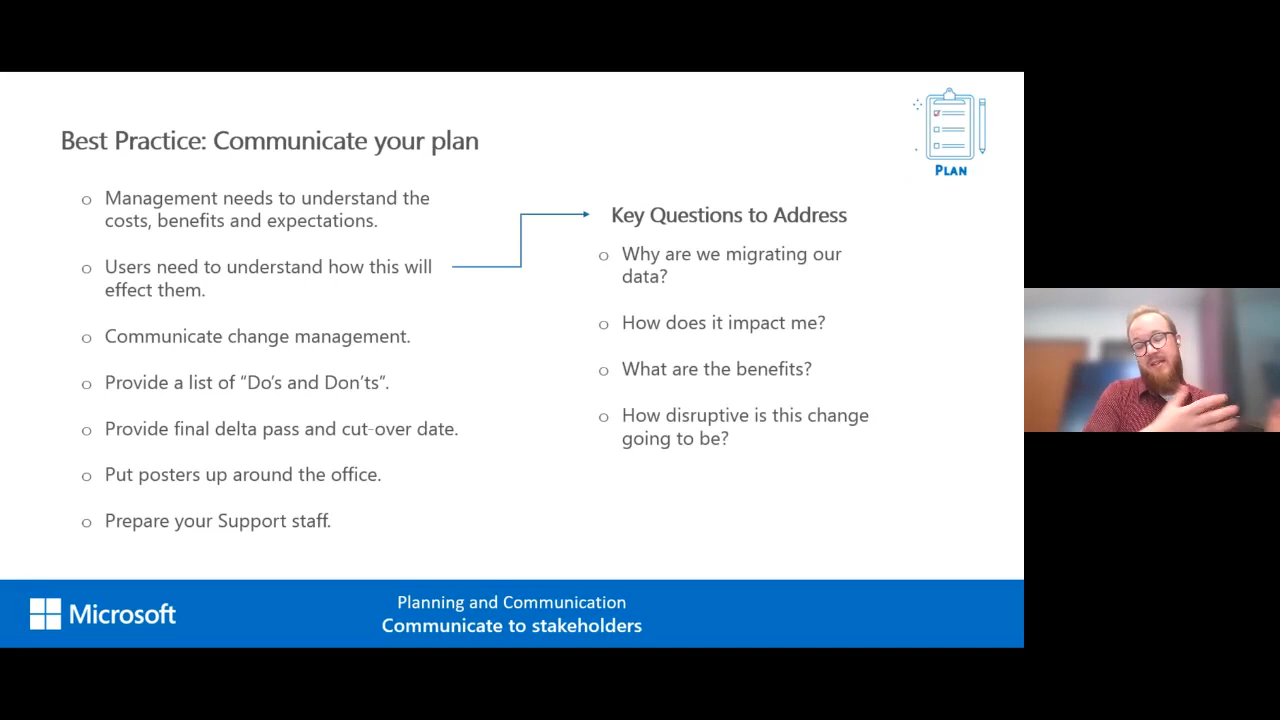 Best Practice: Communicate your plan
PLAN
Management needs to understand the
costs, benefits and expectations.
Users need to understand how this will
effect them.
Communicate change management.
Provide a list of “Do’s and Don’ts”.
Provide final delta pass and cut-over date.
Put posters up around the office.
Prepare your Support staff.
Key Questions to Address
Why are we migrating our
data?
How does it impact me?
What are the benefits?
How disruptive is this change
going to be?
Microsoft
Planning and Communication
Communicate to stakeholders